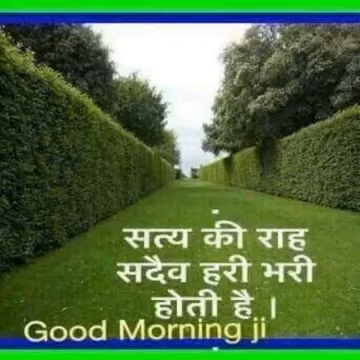 सत्य की राह
सदैव हरी भरी
होती है ।
Good Morning ji